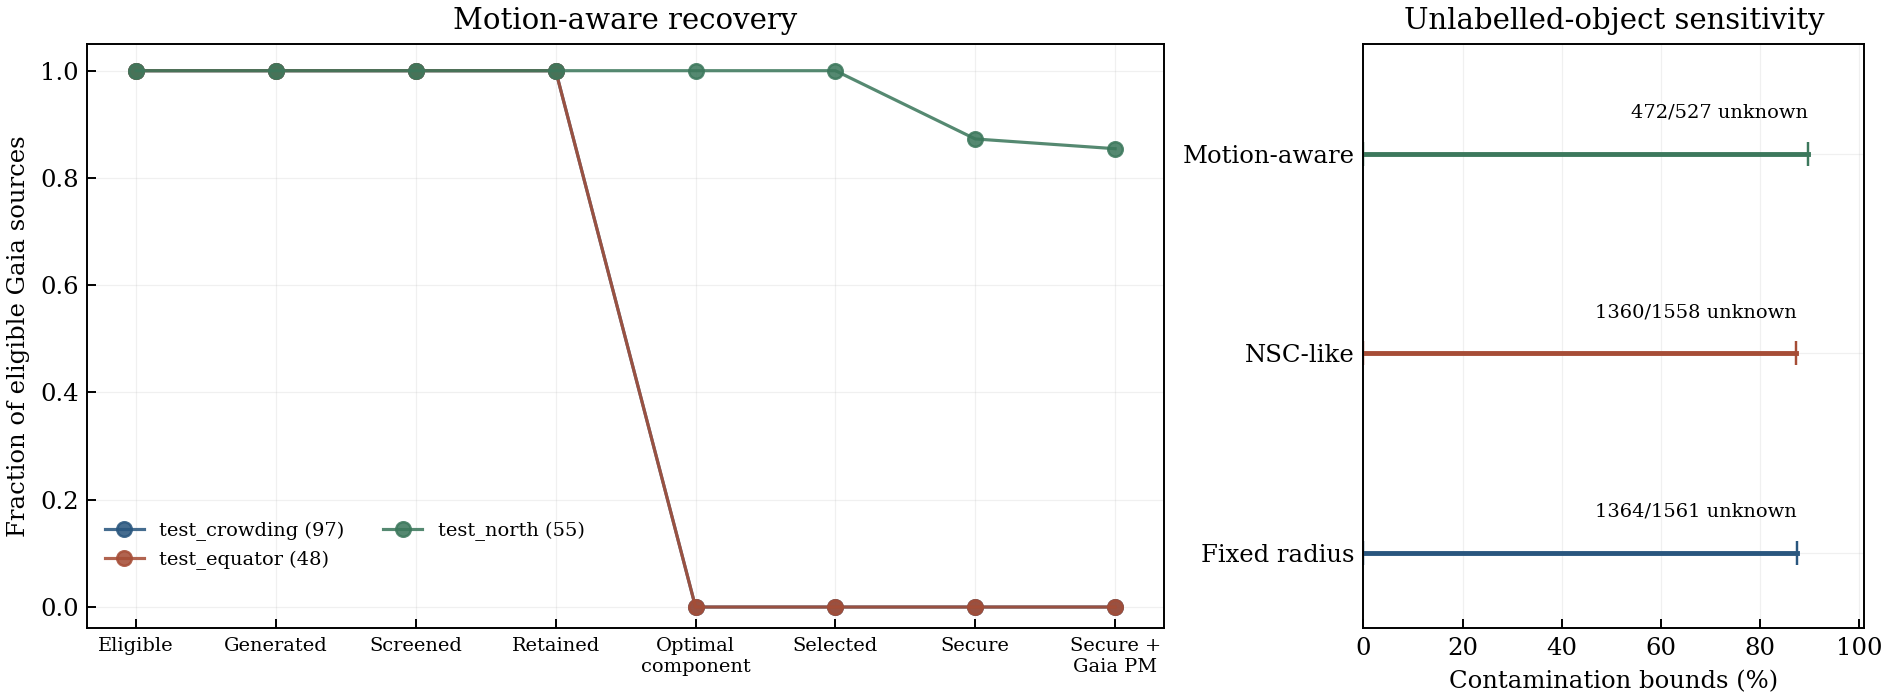 Motion-aware recovery
Fraction of eligible Gaia sources
1.0
0.8
0.6
0.4
0.2
0.0
test_crowding (97)
test_equator (48)
test_north (55)
Eligible
Generated
Screened
Retained
Optimal
component
Selected
Secure
Secure +
Gaia PM
Unlabelled-object sensitivity
Motion-aware
472/527 unknown
NSC-like
1360/1558 unknown
Fixed radius
1364/1561 unknown
0
20
40
60
80
100
Contamination bounds (%)